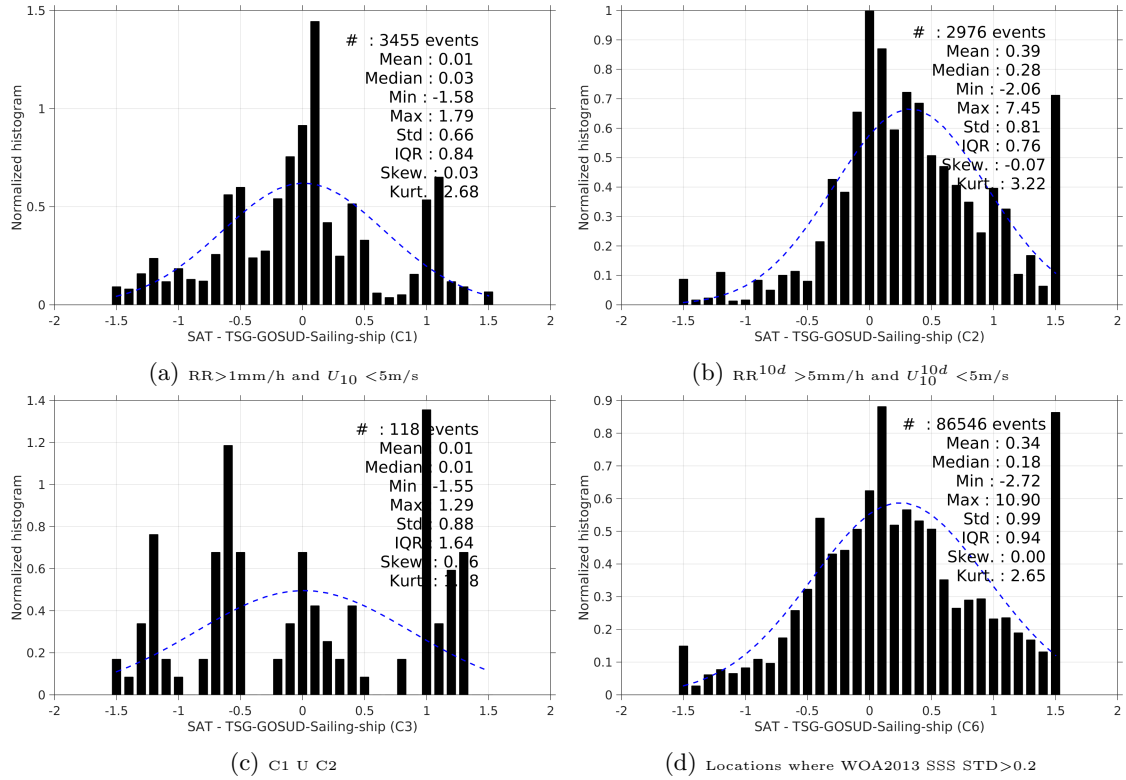 1.5
1
0.5
0
-2
-1.5
-1
-0.5
0
0.5
1
1.5
2
Normalized histogram
SAT - TSG-GOSUD-Sailing-ship (C1)
# : 3455 events
Mean : 0.01
Median : 0.03
Min : -1.58
Max : 1.79
Std : 0.66
IQR : 0.84
Skew. : 0.03
Kurt. : 2.68
(a) RR>1mm/h and U10 <5m/s
1
0.9
0.8
0.7
0.6
0.5
0.4
0.3
0.2
0.1
0
-2
-1.5
-1
-0.5
0
0.5
1
1.5
2
Normalized histogram
SAT - TSG-GOSUD-Sailing-ship (C2)
# : 2976 events
Mean : 0.39
Median : 0.28
Min : -2.06
Max : 7.45
Std : 0.81
IQR : 0.76
Skew. : -0.07
Kurt. : 3.22
(b) RR10d >5mm/h and U10d10 <5m/s
1.4
1.2
1
0.8
0.6
0.4
0.2
0
-2
-1.5
-1
-0.5
0
0.5
1
1.5
2
Normalized histogram
SAT - TSG-GOSUD-Sailing-ship (C3)
# : 118 events
Mean : 0.01
Median : 0.01
Min : -1.55
Max : 1.29
Std : 0.88
IQR : 1.64
Skew. :
Kurt. :
(c) C1 U C2
0.9
0.8
0.7
0.6
0.5
0.4
0.3
0.2
0.1
0
-2
-1.5
-1
-0.5
0
0.5
1
1.5
2
Normalized histogram
SAT - TSG-GOSUD-Sailing-ship (C6)
# : 86546 events
Mean : 0.34
Median : 0.18
Min : -2.72
Max : 10.90
Std : 0.99
IQR : 0.94
Skew. : 0.00
Kurt. : 2.65
(d) Locations where WOA2013 SSS STD>0.2